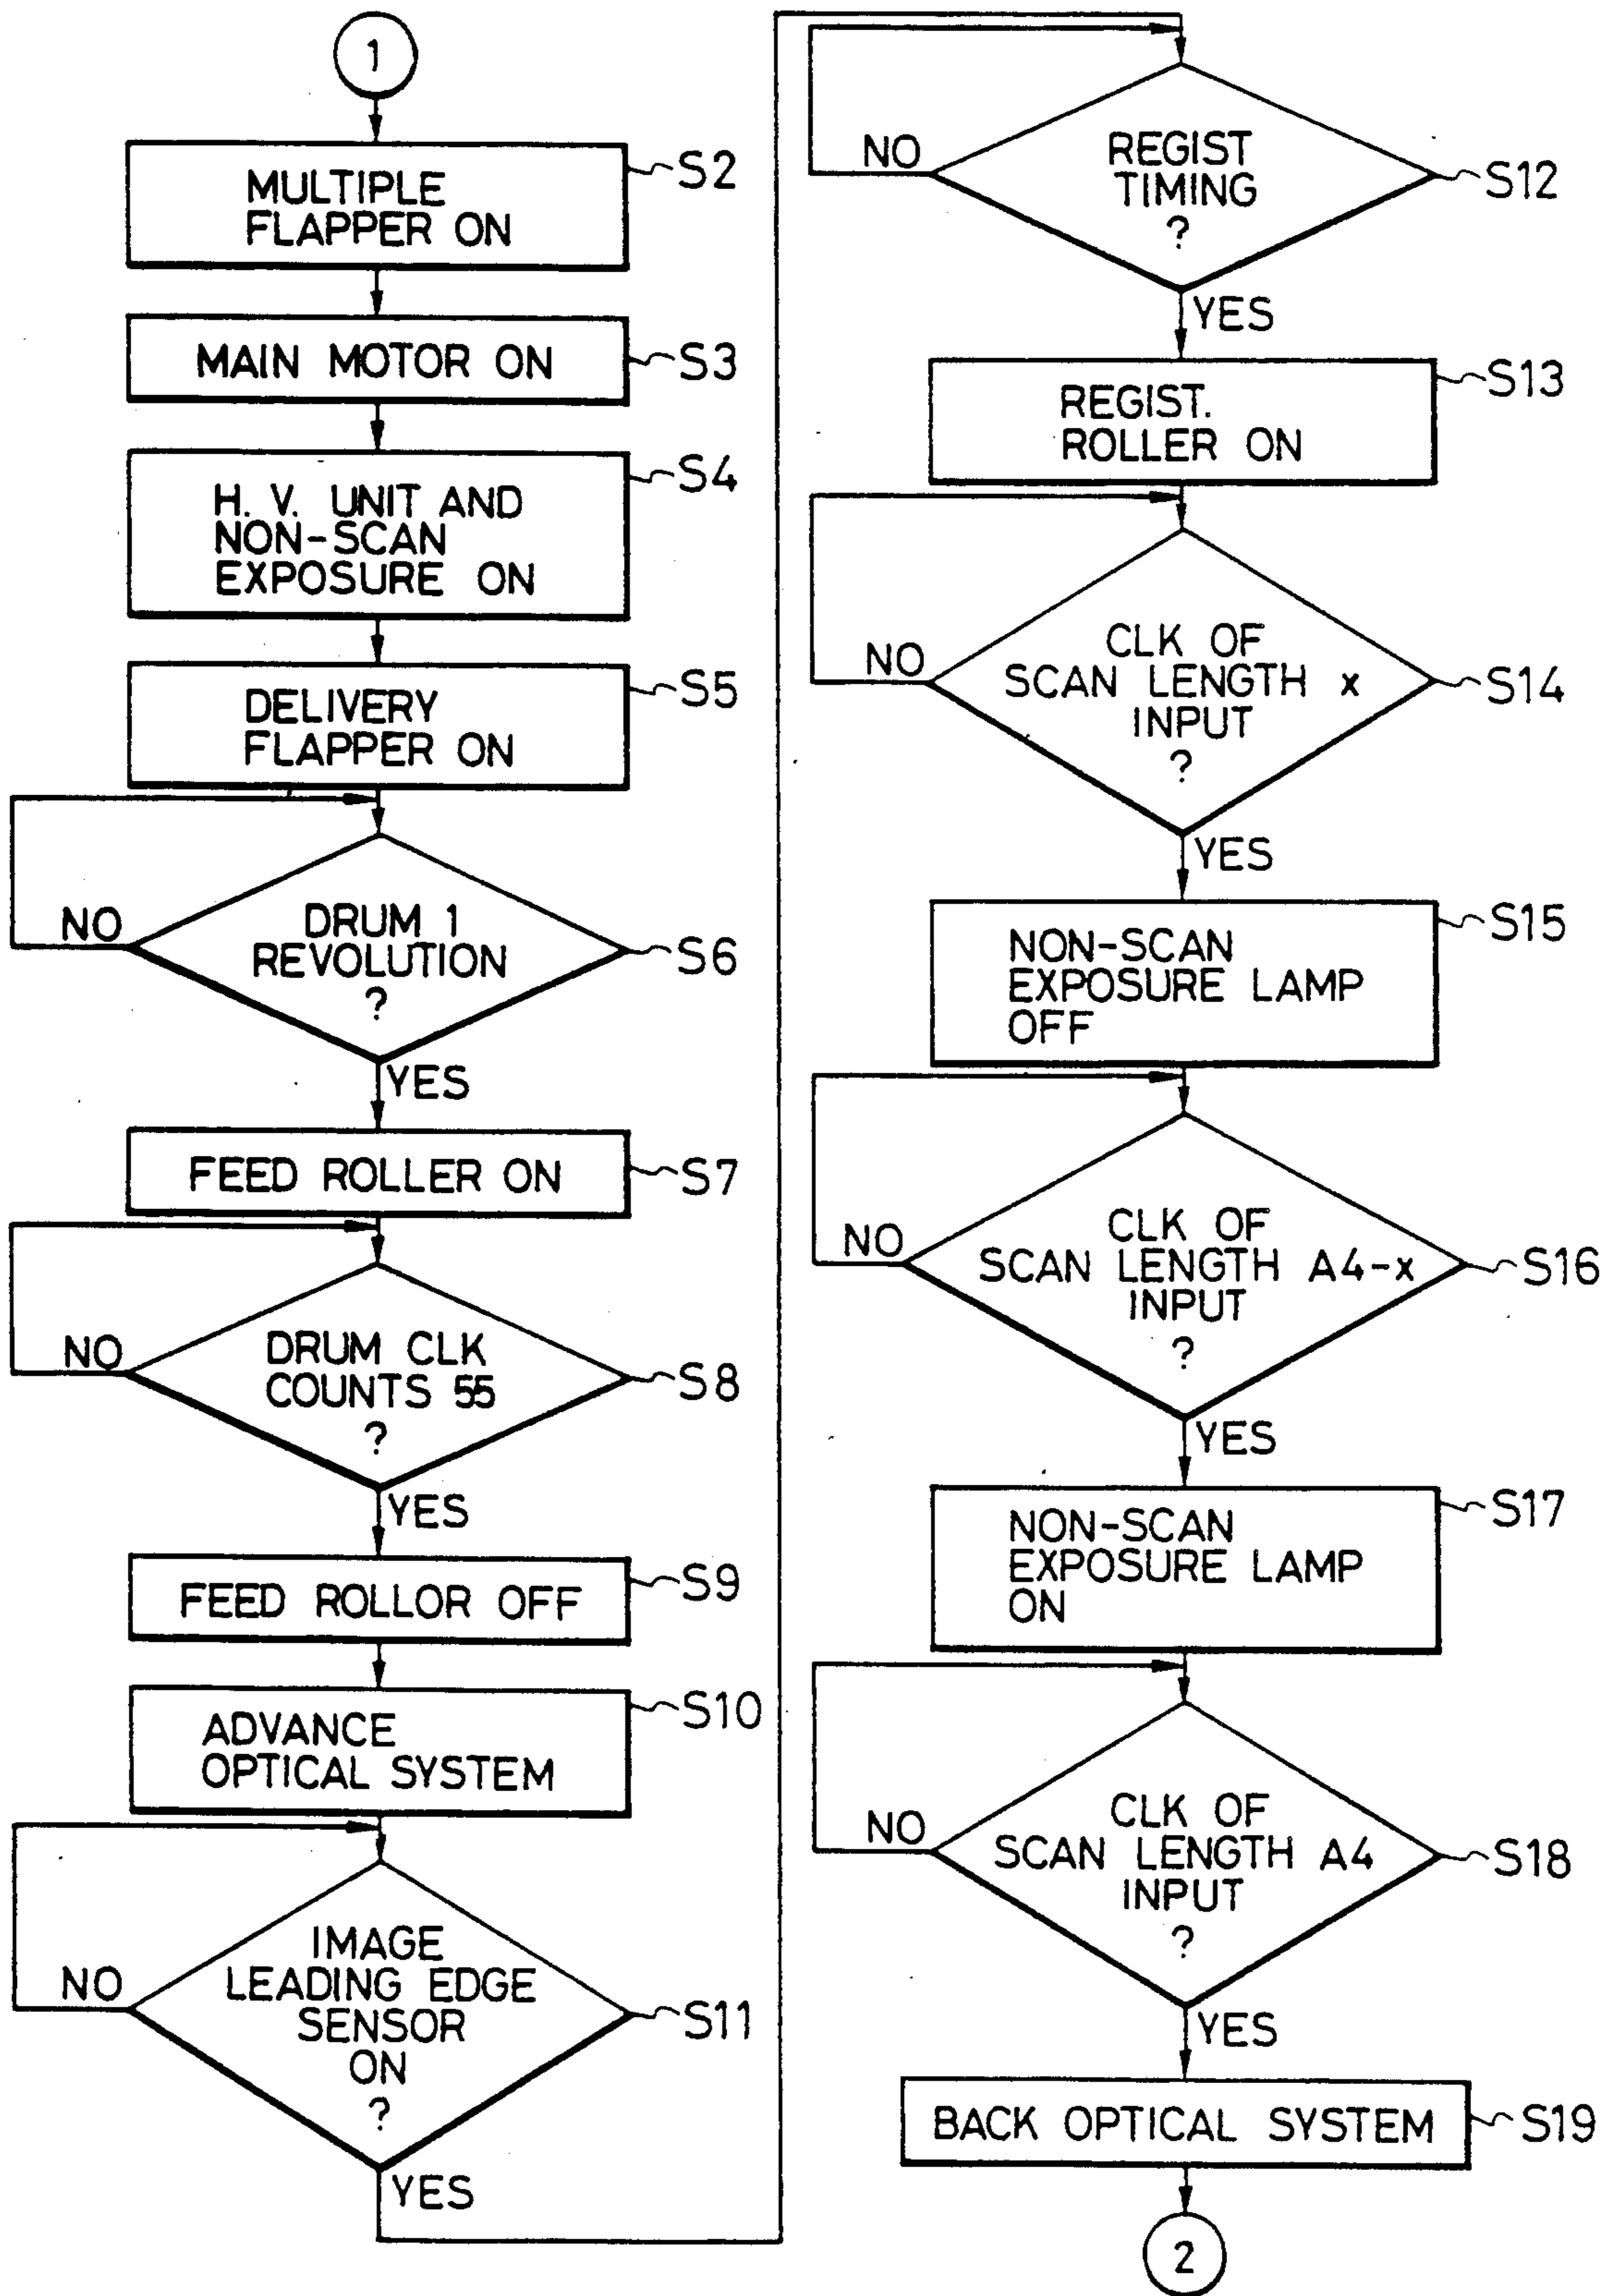 1
MULTIPLE
FLAPPER ON
S2
MAIN MOTOR ON
S3
H. V. UNIT AND
NON-SCAN
EXPOSURE ON
S4
DELIVERY
FLAPPER ON
S5
DRUM 1
REVOLUTION
?
NO
S6
YES
FEED ROLLER ON
S7
DRUM CLK
COUNTS 55
?
NO
S8
YES
FEED ROLLOR OFF
S9
ADVANCE
OPTICAL SYSTEM
S10
IMAGE
LEADING EDGE
SENSOR
ON
?
NO
S11
YES
REGIST
TIMING
?
NO
S12
YES
REGIST.
ROLLER ON
S13
CLK OF
SCAN LENGTH x
INPUT
?
NO
S14
YES
NON-SCAN
EXPOSURE LAMP
OFF
S15
CLK OF
SCAN LENGTH A4-x
INPUT
?
NO
S16
YES
NON-SCAN
EXPOSURE LAMP
ON
S17
CLK OF
SCAN LENGTH A4
INPUT
?
NO
S18
YES
BACK OPTICAL SYSTEM
S19
2